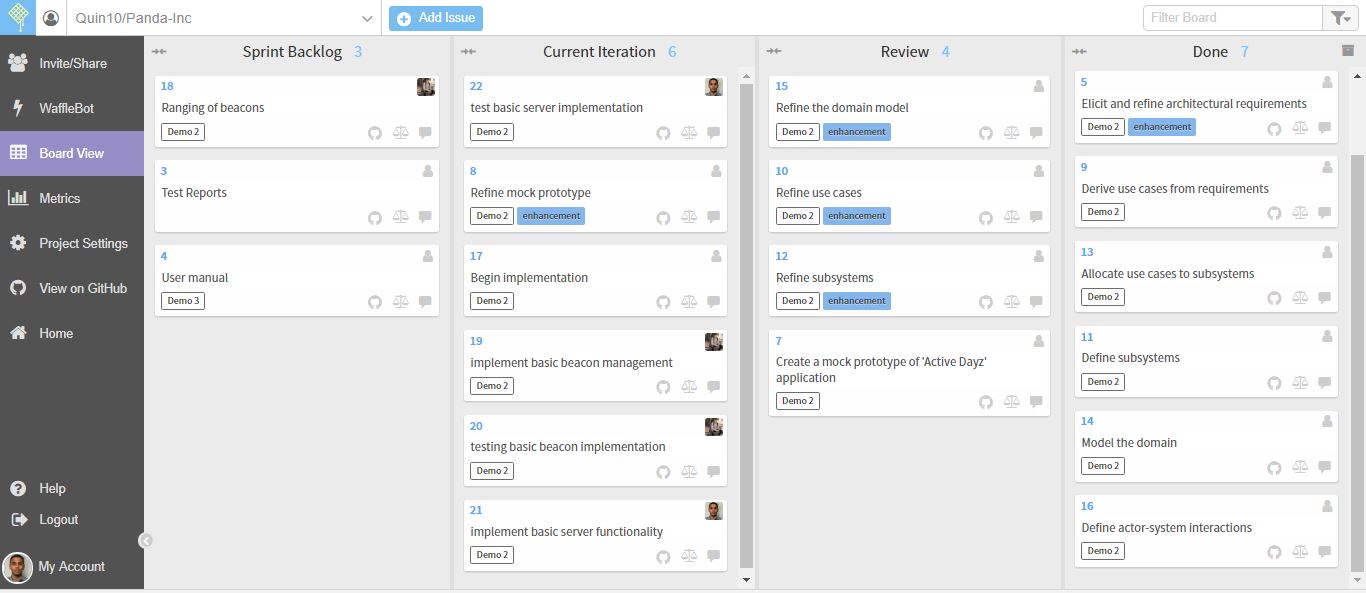 Quin10/Panda-Inc
Add Issue
Filter Board
Invite/Share
WaffleBot
Board View
Metrics
Project Settings
View on GitHub
Home
Help
Logout
My Account
Sprint Backlog 3
18
Ranging of beacons
Demo 2
3
Test Reports
4
User manual
Demo 3
Current Iteration 6
22
test basic server implementation
Demo 2
8
Refine mock prototype
Demo 2 enhancement
17
Begin implementation
Demo 2
19
implement basic beacon management
Demo 2
20
testing basic beacon implementation
Demo 2
21
implement basic server functionality
Demo 2
Review 4
15
Refine the domain model
Demo 2 enhancement
10
Refine use cases
Demo 2 enhancement
12
Refine subsystems
Demo 2 enhancement
7
Create a mock prototype of 'Active Dayz'
application
Demo 2
Done 7
5
Elicit and refine architectural requirements
Demo 2 enhancement
9
Derive use cases from requirements
Demo 2
13
Allocate use cases to subsystems
Demo 2
11
Define subsystems
Demo 2
14
Model the domain
Demo 2
16
Define actor-system interactions
Demo 2